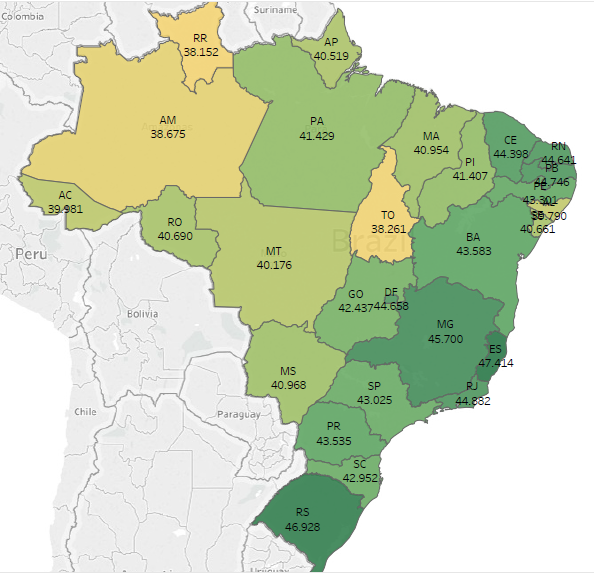 Colombia
Suriname
RR
38.152
AP
40.519
AM
38.675
PA
41.429
MA
40.954
PI
41.407
CE
44.398
RN
44.641
PB
44.746
PE
43.301
AC
39.981
RO
40.690
TO
38.261
40.661
BA
43.583
MT
40.176
Brazil
Peru
Bolivia
GO
42.437
DF
44.658
MG
45.700
ES
47.414
MS
40.968
SP
43.025
RJ
44.882
Chile
Paraguay
PR
43.535
SC
42.952
RS
46.928
Uruguay